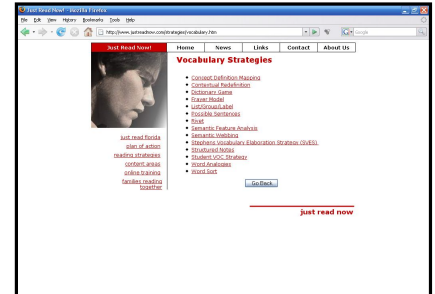 Just Read Now! - Mozilla Firefox
File Edit View History Bookmarks Tools Help
http://www.justreadnow.com/strategies/vocabulary.htm
Google
Just Read Now!
Home News Links Contact About Us
Vocabulary Strategies
Concept Definition Mapping
Contextual Redefinition
Dictionary Game
Frayer Model
List/Group/Label
Possible Sentences
Rivet
Semantic Feature Analysis
Semantic Webbing
Stephens Vocabulary Elaboration Strategy (SVES)
Structured Notes
Student VOC Strategy
Word Analogies
Word Sort
just read florida
plan of action
reading strategies
content areas
online training
families reading
together
Go Back
just read now